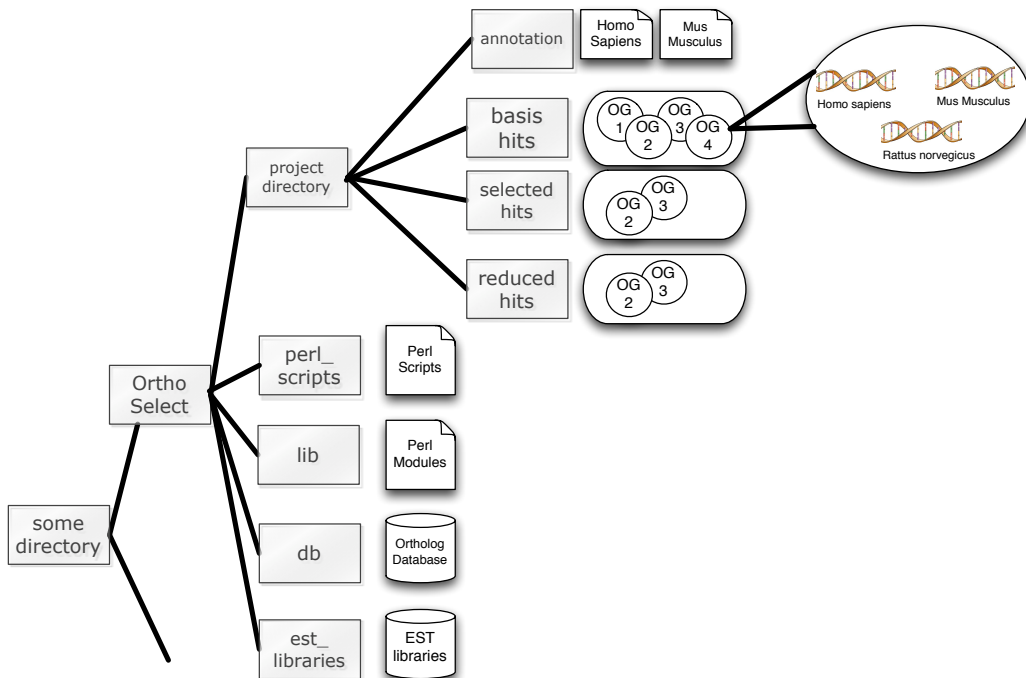 annotation
Homo
Sapiens
Mus
Musculus
basis
hits
OG
1
OG
2
OG
3
OG
4
Homo sapiens
Mus Musculus
Rattus norvegicus
project
directory
selected
hits
OG
2
OG
3
reduced
hits
OG
2
OG
3
Ortho
Select
perl_
scripts
Perl
Scripts
lib
Perl
Modules
some
directory
db
Ortholog
Database
est_
libraries
EST
libraries